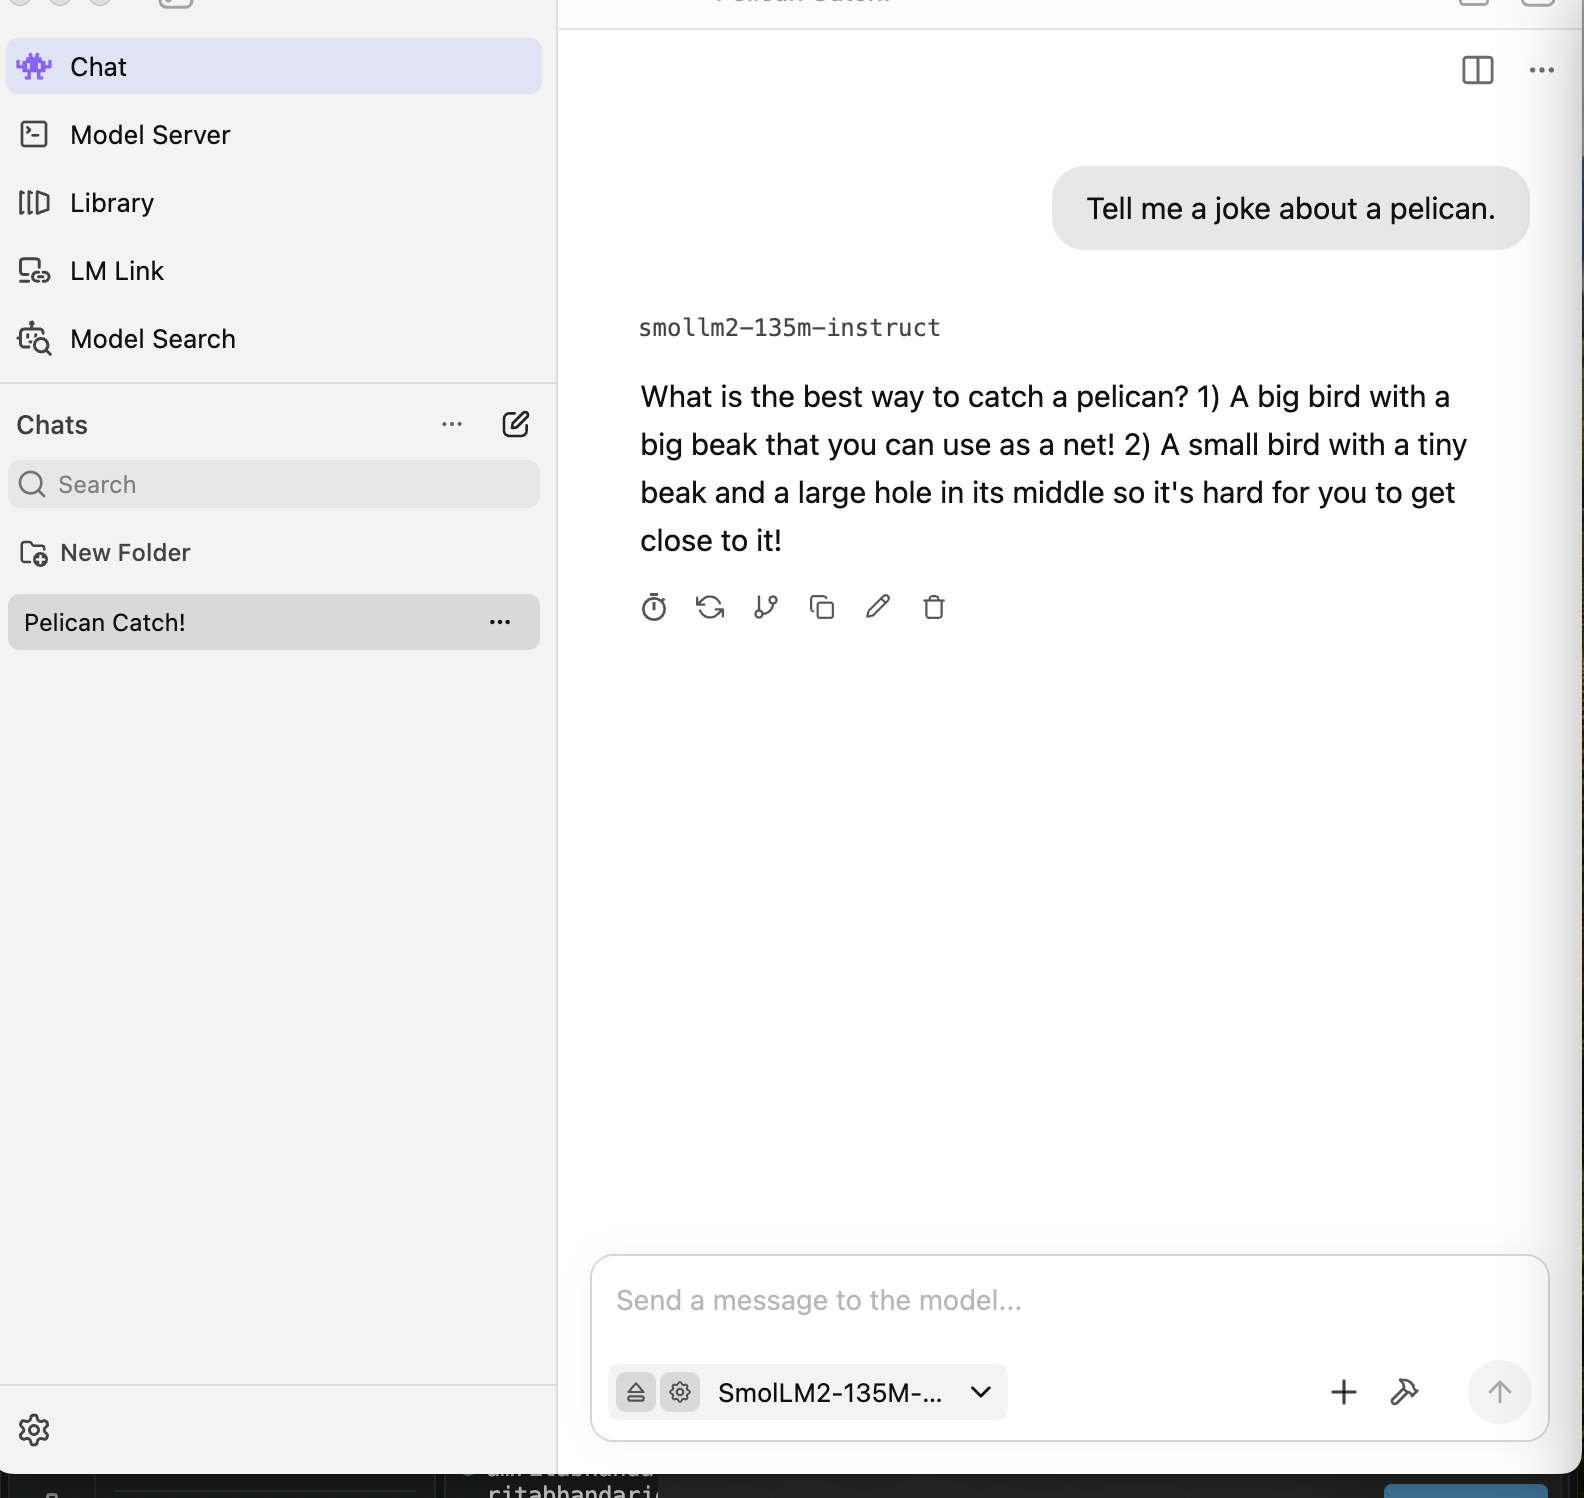 Chat
Model Server
Library
LM Link
Model Search
Chats
Search
New Folder
Pelican Catch!
Tell me a joke about a pelican.
smollm2-135m-instruct
What is the best way to catch a pelican? 1) A big bird with a
big beak that you can use as a net! 2) A small bird with a tiny
beak and a large hole in its middle so it's hard for you to get
close to it!
Send a message to the model...
SmolLM2-135M-...